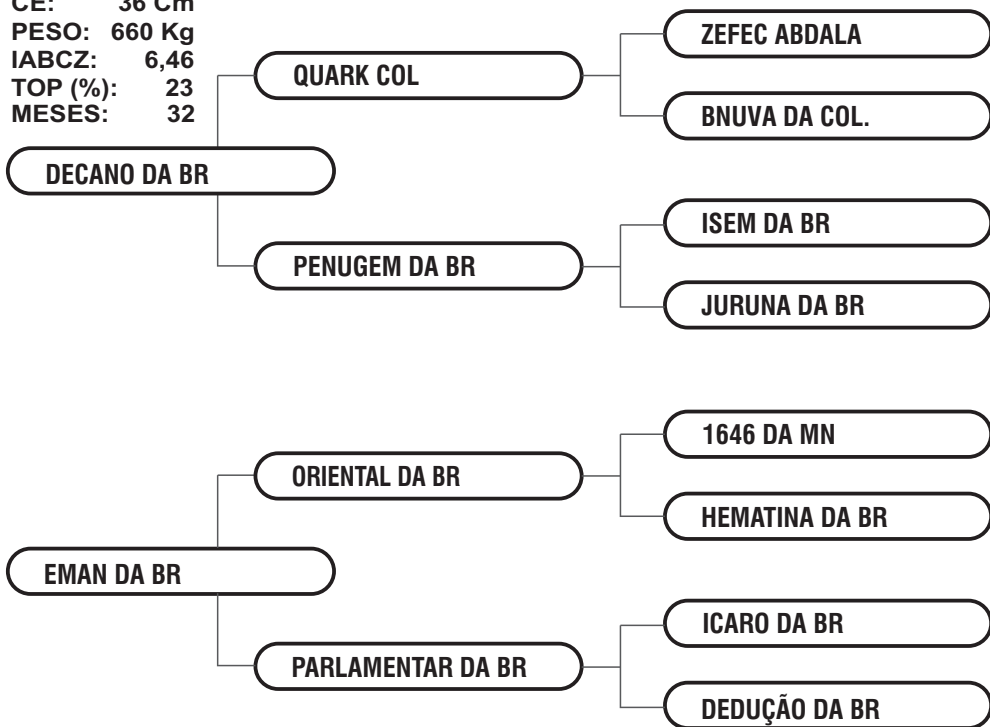 CE: 36 Cm
PESO: 660 Kg
IABCZ: 6,46
TOP (%): 23
MESES: 32
DECANO DA BR
QUARK COL
PENUGEM DA BR
ZEFEC ABDALA
BNUVA DA COL.
ISEM DA BR
JURUNA DA BR
EMAN DA BR
ORIENTAL DA BR
PARLAMENTAR DA BR
1646 DA MN
HEMATINA DA BR
ICARO DA BR
DEDUÇÃO DA BR